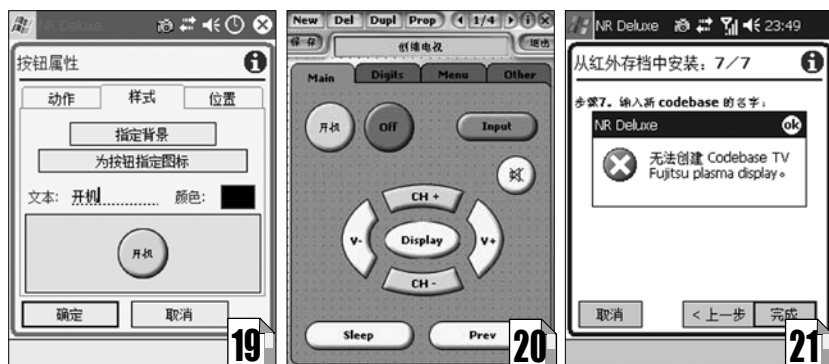 NR Deluxe
按钮属性
动作 样式 位置
指定背景
为按钮指定图标
文本: 开机 颜色:
开机
确定 取消
19
New Del Dupl Prop 1/4
保存 创维电视 退出
Main Digits Menu Other
开机 Off Input
CH +
V- Display V+
CH -
Sleep Prev
20
NR Deluxe 23:49
从红外存档中安装: 7/7
步骤7. 输入新 codebase 的名字:
NR Deluxe ok
无法创建 Codebase TV
Fujitsu plasma display。
取消 < 上一步 完成
21